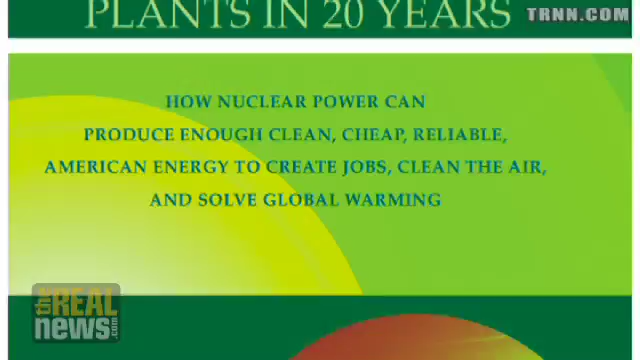 PLANTS IN 20 YEARS
TRNN.COM
HOW NUCLEAR POWER CAN
PRODUCE ENOUGH CLEAN, CHEAP, RELIABLE,
AMERICAN ENERGY TO CREATE JOBS, CLEAN THE AIR,
AND SOLVE GLOBAL WARMING
the REAL
news.com